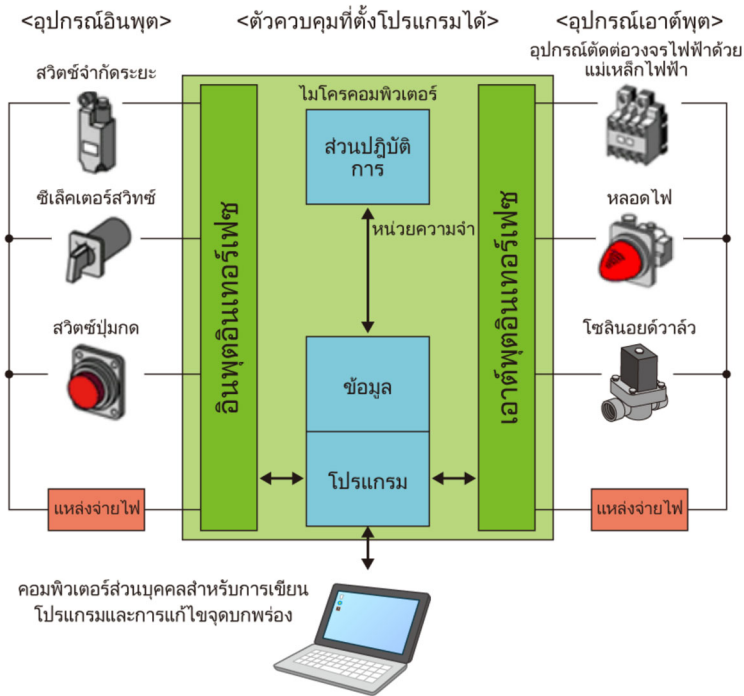 <อุปกรณ์อินพุต>
<ตัวควบคุมที่ตั้งโปรแกรมได้>
<อุปกรณ์เอาต์พุต>
สวิตช์จำกัดระยะ
ซีเล็คเตอร์สวิทซ์
สวิตซ์ปุ่มกด
แหล่งจ่ายไฟ
อินพุตอินเทอร์เฟซ
ไมโครคอมพิวเตอร์
ส่วนปฎิบัติ
การ
หน่วยความจำ
ข้อมูล
โปรแกรม
เอาต์พุตอินเทอร์เฟซ
อุปกรณ์ตัดต่อวงจรไฟฟ้าด้วย
แม่เหล็กไฟฟ้า
หลอดไฟ
โซลินอยด์วาล์ว
แหล่งจ่ายไฟ
คอมพิวเตอร์ส่วนบุคคลสำหรับการเขียน
โปรแกรมและการแก้ไขจุดบกพร่อง